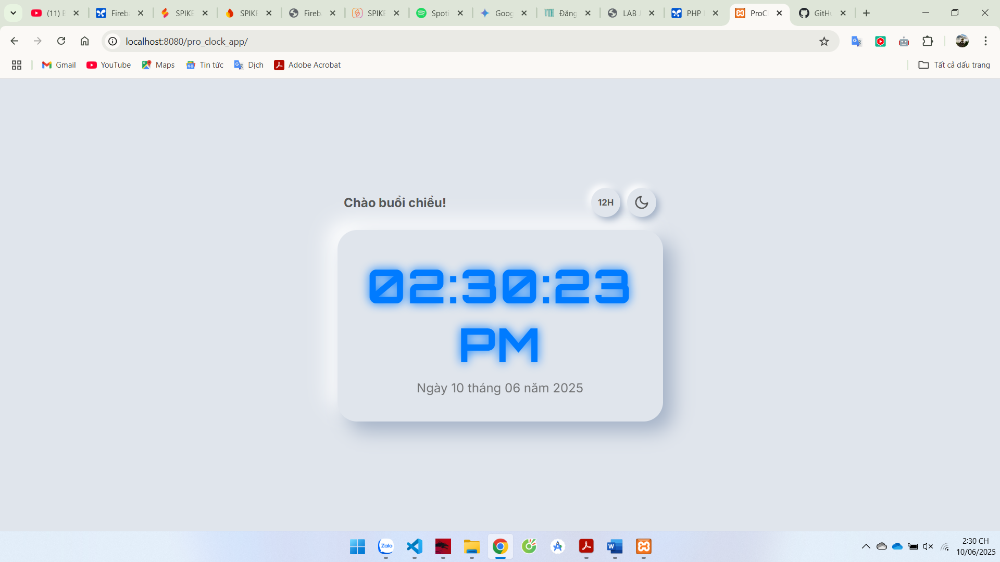 (11) E
Fireb
SPIKE
SPIKE
Fireb
SPIKE
Spoti
Goog
Đăng
LAB J
PHP
ProCl
GitHu
localhost:8080/pro_clock_app/
Gmail
YouTube
Maps
Tin tức
Dịch
Adobe Acrobat
Tất cả dấu trang
Chào buổi chiều!
12H
02:30:23
PM
Ngày 10 tháng 06 năm 2025
Zalo
W
2:30 CH
10/06/2025